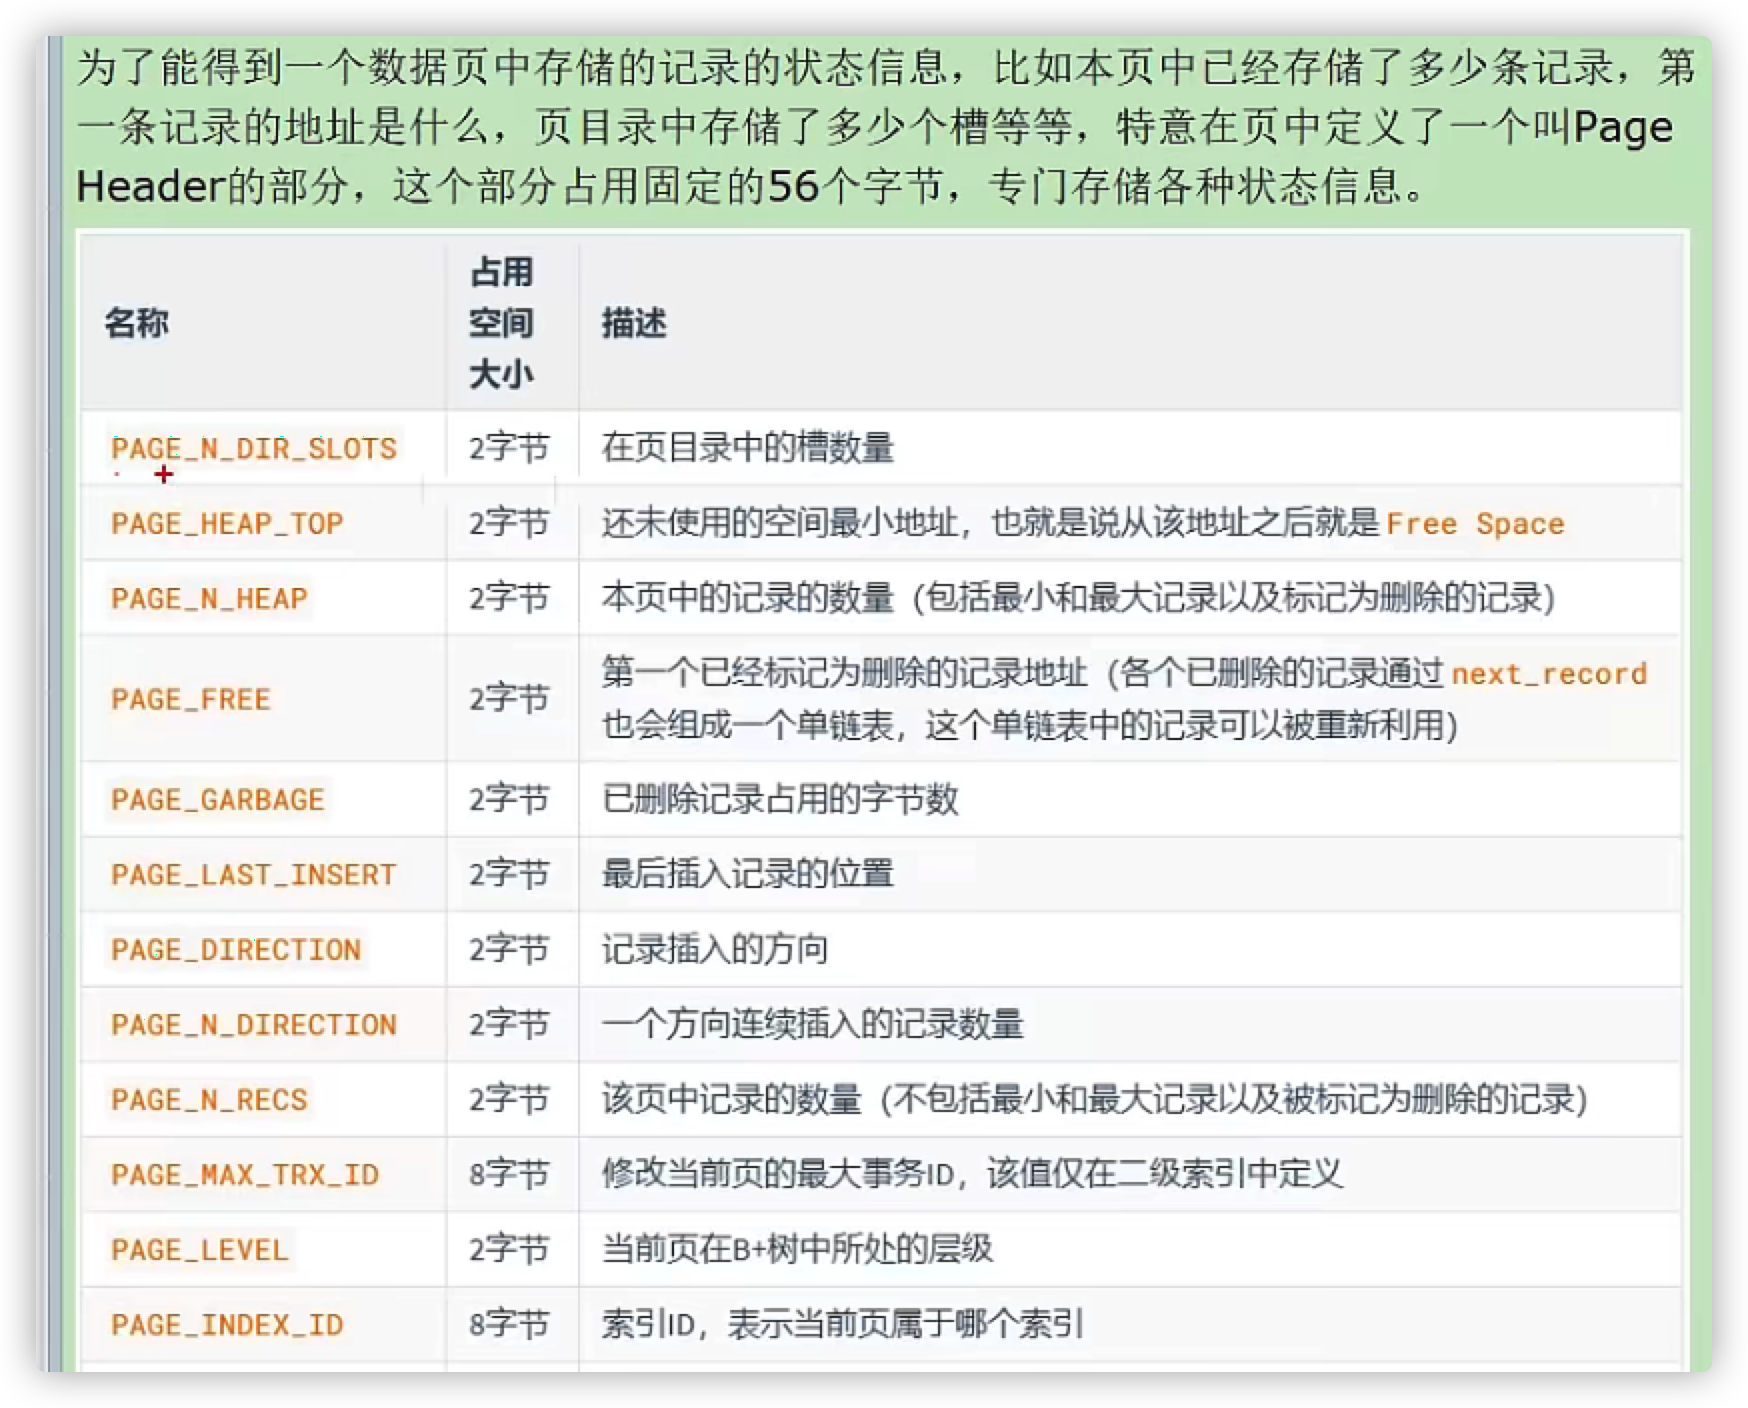 为了能得到一个数据页中存储的记录的状态信息，比如本页中已经存储了多少条记录，第
一条记录的地址是什么，页目录中存储了多少个槽等等，特意在页中定义了一个叫Page
Header的部分，这个部分占用固定的56个字节，专门存储各种状态信息。
名称 占用空间大小 描述
PAGE_N_DIR_SLOTS 2字节 在页目录中的槽数量
PAGE_HEAP_TOP 2字节 还未使用的空间最小地址，也就是说从该地址之后就是Free Space
PAGE_N_HEAP 2字节 本页中的记录的数量（包括最小和最大记录以及标记为删除的记录）
PAGE_FREE 2字节 第一个已经标记为删除的记录地址（各个已删除的记录通过next_record
也会组成一个单链表，这个单链表中的记录可以被重新利用）
PAGE_GARBAGE 2字节 已删除记录占用的字节数
PAGE_LAST_INSERT 2字节 最后插入记录的位置
PAGE_DIRECTION 2字节 记录插入的方向
PAGE_N_DIRECTION 2字节 一个方向连续插入的记录数量
PAGE_N_RECS 2字节 该页中记录的数量（不包括最小和最大记录以及被标记为删除的记录）
PAGE_MAX_TRX_ID 8字节 修改当前页的最大事务ID，该值仅在二级索引中定义
PAGE_LEVEL 2字节 当前页在B+树中所处的层级
PAGE_INDEX_ID 8字节 索引ID，表示当前页属于哪个索引